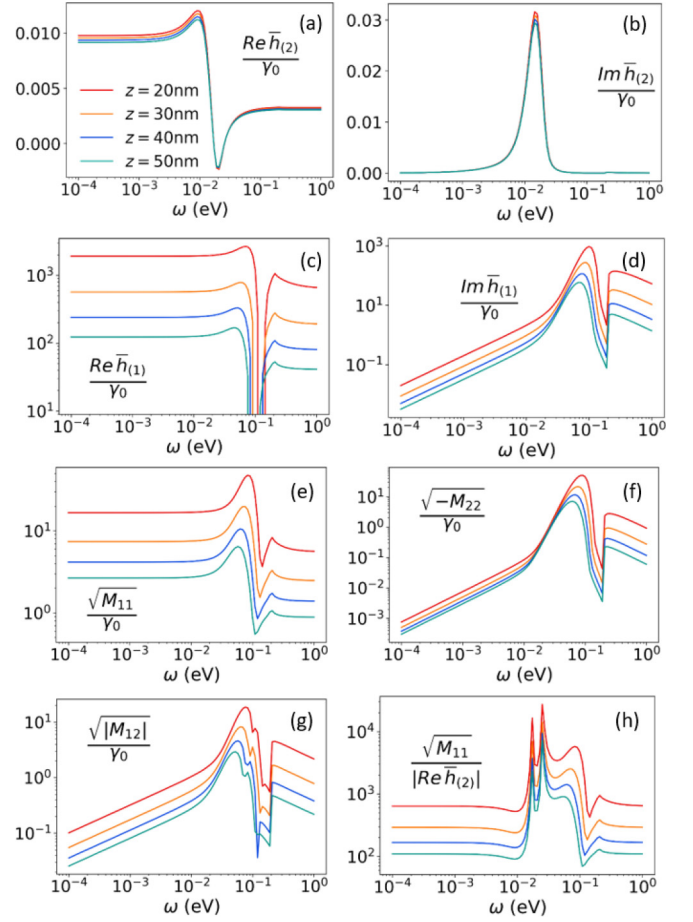 (a)
Re h̅₍₂₎
γ₀
0.010
0.005
0.000
z = 20nm
z = 30nm
z = 40nm
z = 50nm
10⁻⁴ 10⁻³ 10⁻² 10⁻¹ 10⁰
ω (eV)
(b)
Im h̅₍₂₎
γ₀
0.03
0.02
0.01
0.00
10⁻⁴ 10⁻³ 10⁻² 10⁻¹ 10⁰
ω (eV)
(c)
Re h̅₍₁₎
γ₀
10³
10²
10¹
10⁻⁴ 10⁻³ 10⁻² 10⁻¹ 10⁰
ω (eV)
(d)
Im h̅₍₁₎
γ₀
10³
10¹
10⁻¹
10⁻⁴ 10⁻³ 10⁻² 10⁻¹ 10⁰
ω (eV)
(e)
√M₁₁
γ₀
10¹
10⁰
10⁻⁴ 10⁻³ 10⁻² 10⁻¹ 10⁰
ω (eV)
(f)
√−M₂₂
γ₀
10¹
10⁰
10⁻¹
10⁻²
10⁻³
10⁻⁴ 10⁻³ 10⁻² 10⁻¹ 10⁰
ω (eV)
(g)
√|M₁₂|
γ₀
10¹
10⁰
10⁻¹
10⁻⁴ 10⁻³ 10⁻² 10⁻¹ 10⁰
ω (eV)
(h)
√M₁₁
|Re h̅₍₂₎|
10⁴
10³
10²
10⁻⁴ 10⁻³ 10⁻² 10⁻¹ 10⁰
ω (eV)